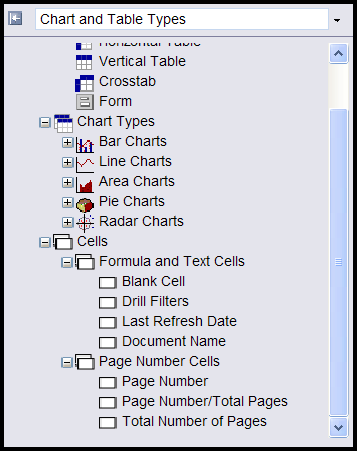 Chart and Table Types
Horizontal Table
Vertical Table
Crosstab
Form
Chart Types
Bar Charts
Line Charts
Area Charts
Pie Charts
Radar Charts
Cells
Formula and Text Cells
Blank Cell
Drill Filters
Last Refresh Date
Document Name
Page Number Cells
Page Number
Page Number/Total Pages
Total Number of Pages